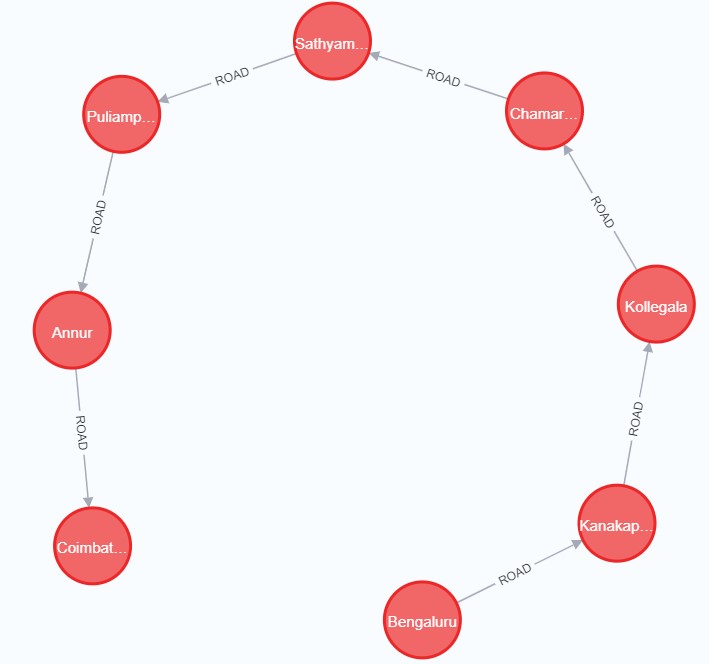 Sathyam...
ROAD
ROAD
Puliamp...
Chamar...
ROAD
ROAD
Kollegala
Annur
ROAD
ROAD
Kanakap...
Coimbat...
ROAD
Bengaluru